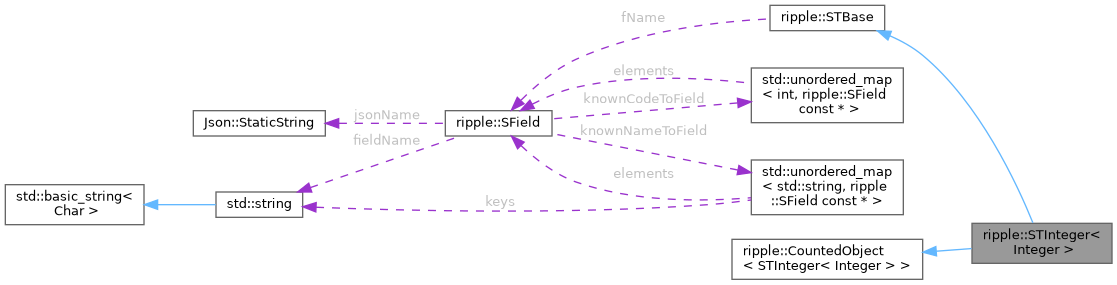 ripple::STBase
fName
elements
std::unordered_map
< int, ripple::SField
const * >
knownCodeToField
Json::StaticString
jsonName
ripple::SField
knownNameToField
fieldName
std::unordered_map
< std::string, ripple
::SField const * >
elements
std::basic_string<
Char >
std::string
keys
ripple::STInteger<
Integer >
ripple::CountedObject
< STInteger< Integer > >